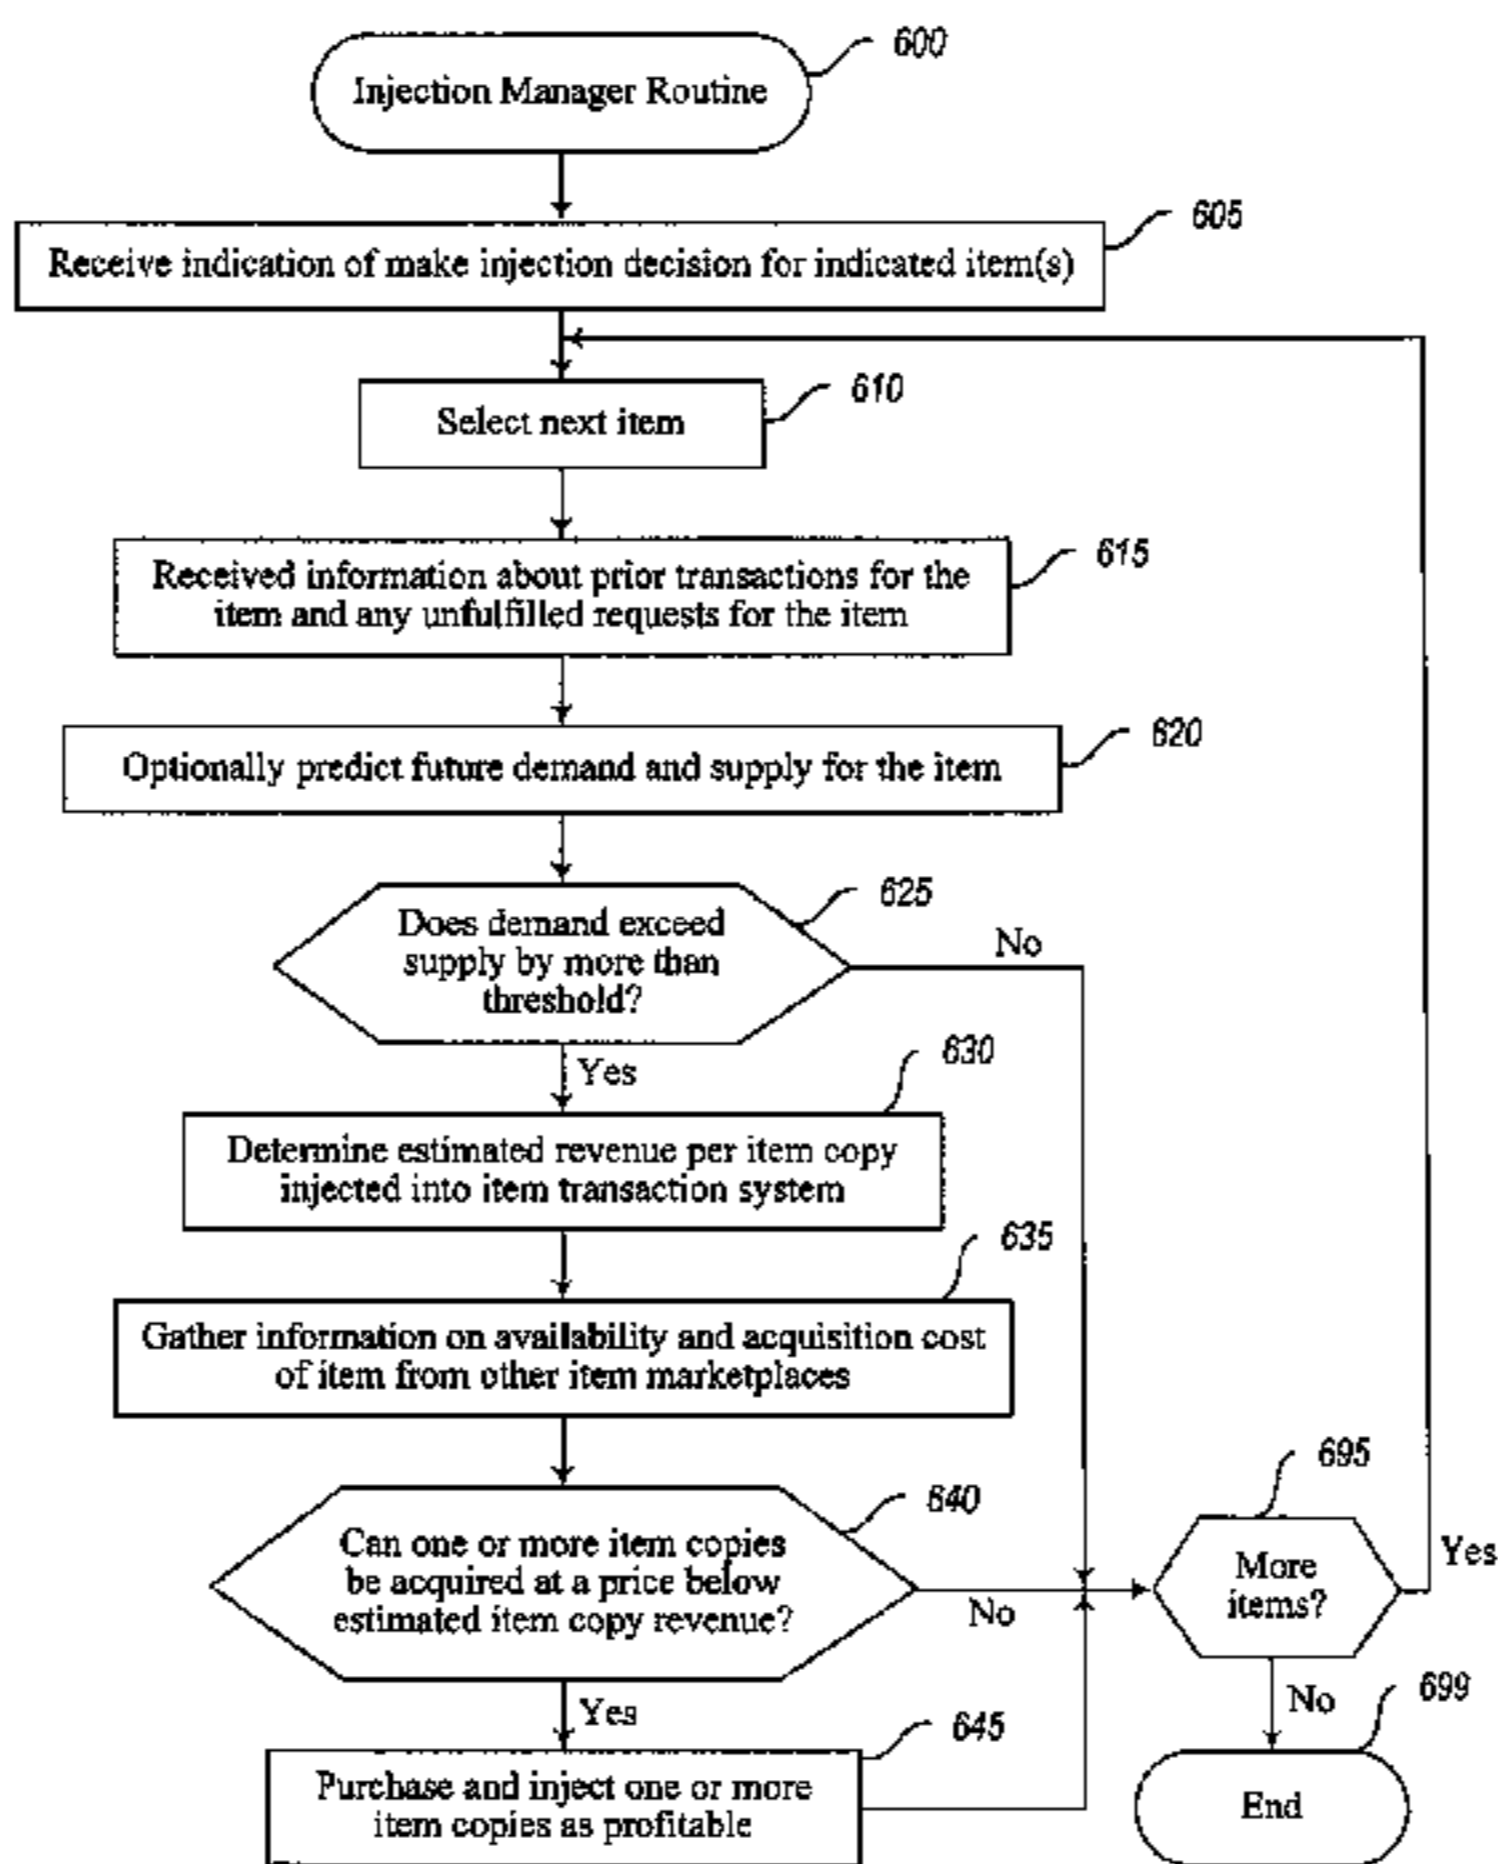 600
Injection Manager Routine
605
Receive indication of make injection decision for indicated item(s)
610
Select next item
615
Received information about prior transactions for the
item and any unfulfilled requests for the item
620
Optionally predict future demand and supply for the item
625
Does demand exceed
supply by more than
threshold?
No
Yes
630
Determine estimated revenue per item copy
injected into item transaction system
635
Gather information on availability and acquisition cost
of item from other item marketplaces
640
Can one or more item copies
be acquired at a price below
estimated item copy revenue?
No
Yes
645
Purchase and inject one or more
item copies as profitable
695
More
items?
Yes
No
699
End